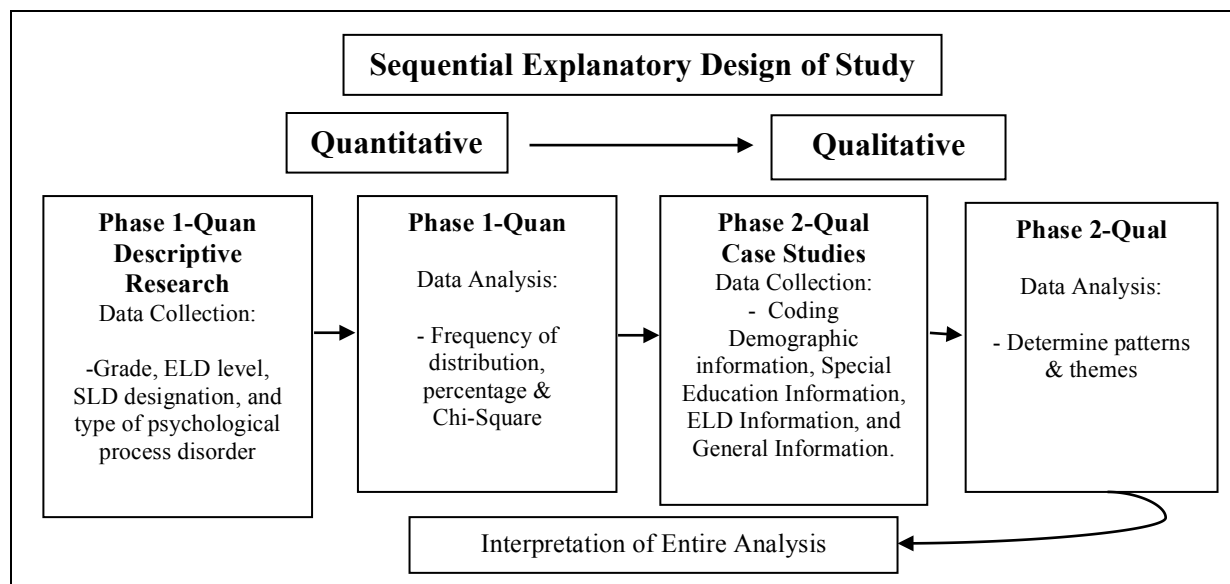 Sequential Explanatory Design of Study
Quantitative
Qualitative
Phase 1-Quan
Descriptive
Research
Data Collection:
-Grade, ELD level,
SLD designation, and
type of psychological
process disorder
Phase 1-Quan
Data Analysis:
- Frequency of
distribution,
percentage &
Chi-Square
Phase 2-Qual
Case Studies
Data Collection:
- Coding
Demographic
information, Special
Education Information,
ELD Information, and
General Information.
Phase 2-Qual
Data Analysis:
- Determine patterns
& themes
Interpretation of Entire Analysis